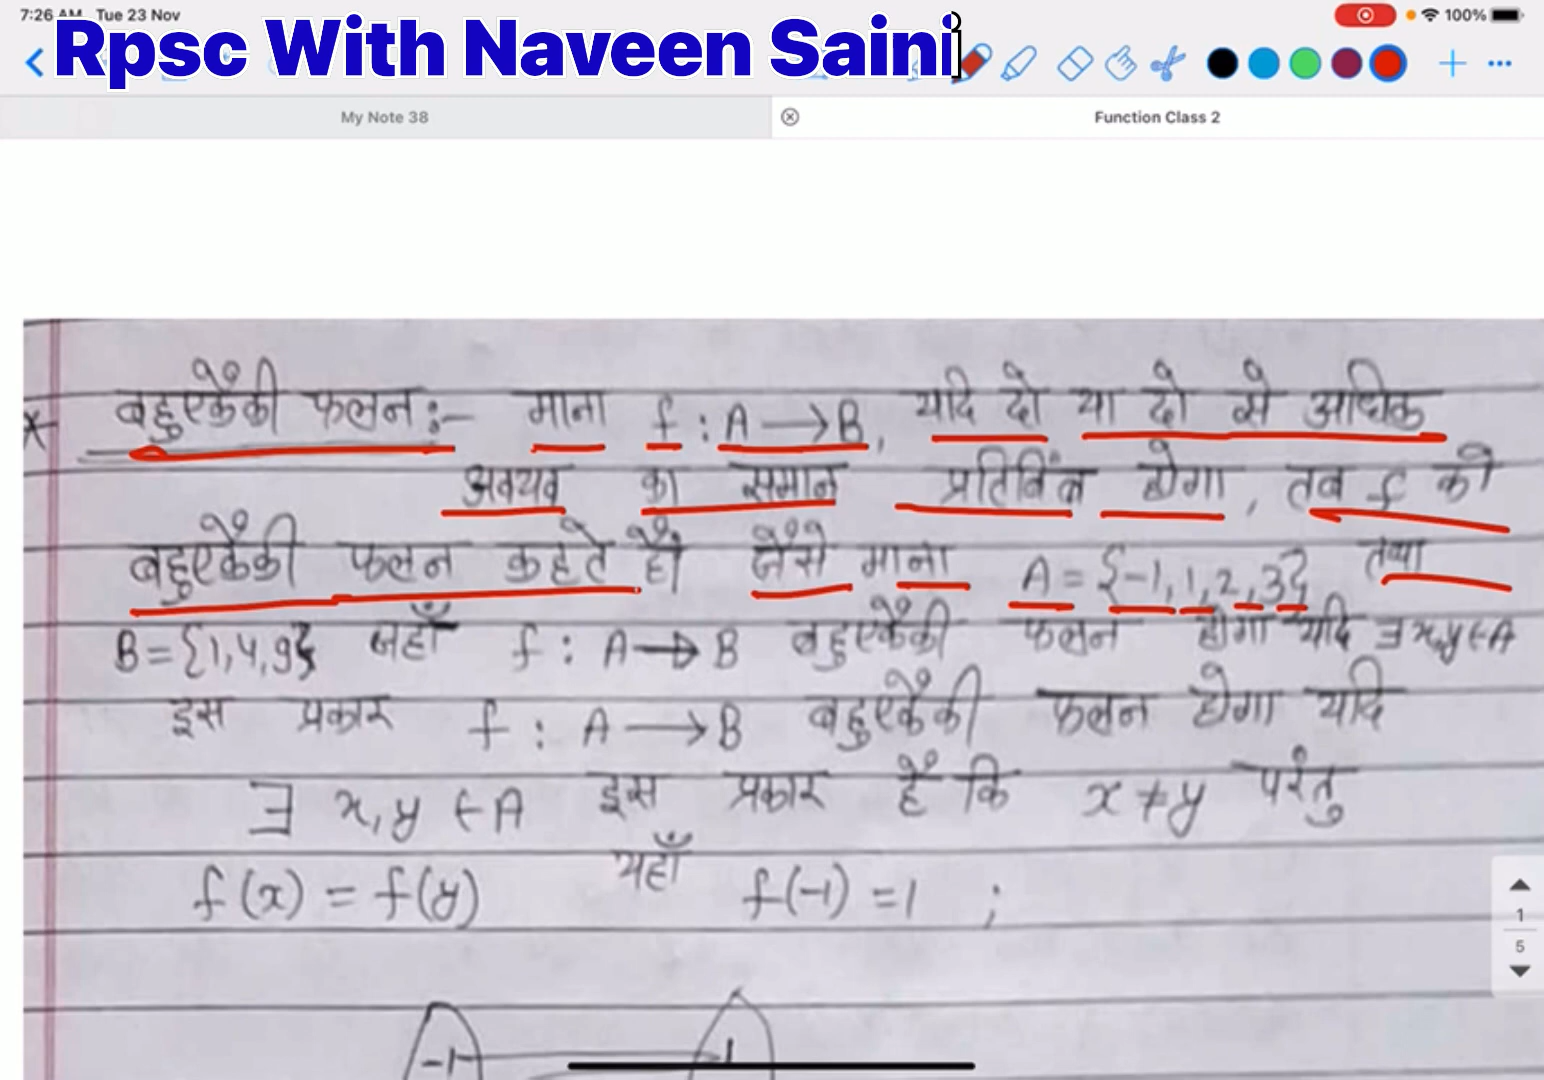 7:26 AM Tue 23 Nov
100%
Rpsc With Naveen Saini
My Note 38
Function Class 2
* बहुएकैकी फलन :- माना f : A → B, यदि दो या दो से अधिक
अवयव का समान प्रतिबिंब होगा, तब f को
बहुएकैकी फलन कहते हैं। जैसे माना A = {-1, 1, 2, 3} तथा
B = {1, 4, 9} जहाँ f : A → B बहुएकैकी फलन होगा यदि ∃ x,y ∈ A
इस प्रकार f : A → B बहुएकैकी फलन होगा यदि
∃ x, y ∈ A इस प्रकार है कि x ≠ y परंतु
f(x) = f(y) यहाँ f(-1) = 1 ;
-1 1
1
5